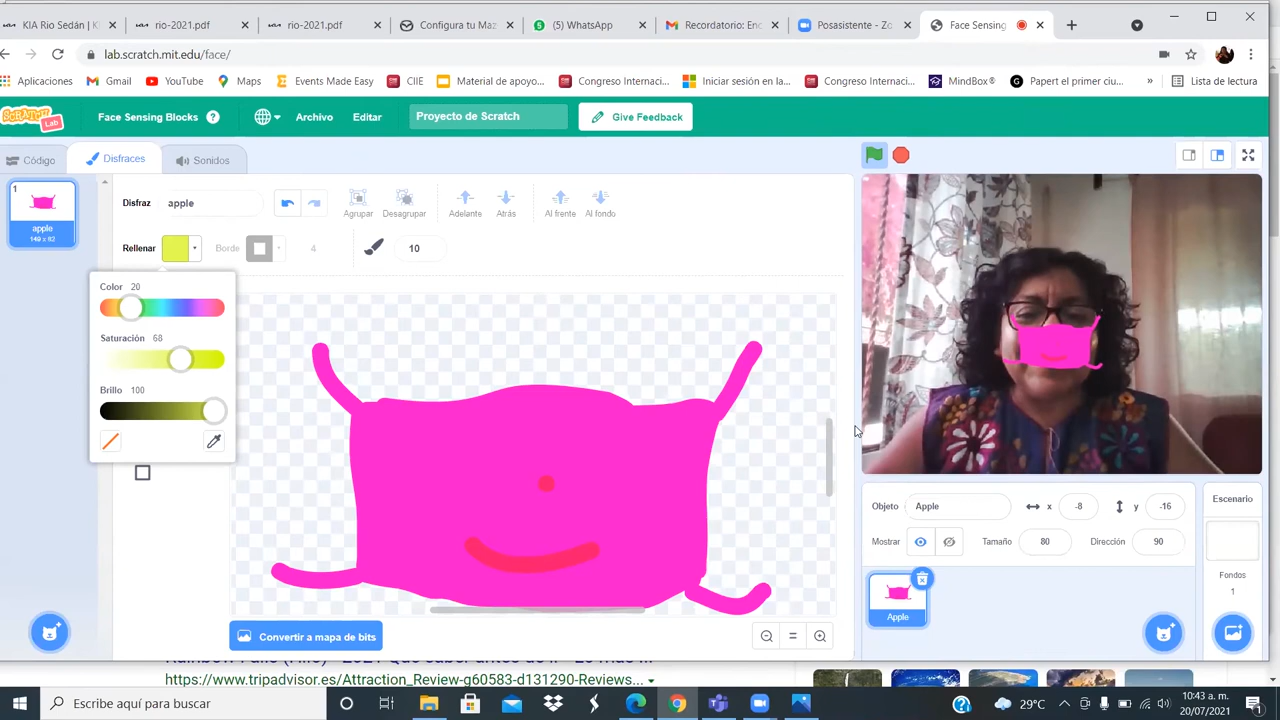 KIA Rio Sedán | K
rio-2021.pdf
rio-2021.pdf
Configura tu Maz
(5) WhatsApp
Recordatorio: Enc
Posasistente - Zo
Face Sensing
lab.scratch.mit.edu/face/
Aplicaciones
Gmail
YouTube
Maps
Events Made Easy
CIIE
Material de apoyo...
Congreso Internaci...
Iniciar sesión en la...
Congreso Internaci...
MindBox®
Papert el primer ciu...
»
Lista de lectura
SCRATCH
Lab
Face Sensing Blocks
Archivo
Editar
Proyecto de Scratch
Give Feedback
Código
Disfraces
Sonidos
1
apple
149 x 62
Disfraz
apple
Agrupar
Desagrupar
Adelante
Atrás
Al frente
Al fondo
Rellenar
Borde
4
10
Color 20
Saturación 68
Brillo 100
Convertir a mapa de bits
Objeto
Apple
x
-8
y
-16
Mostrar
Tamaño
80
Dirección
90
Apple
Escenario
Fondos
1
https://www.tripadvisor.es/Attraction_Review-g60583-d131290-Reviews...
Escribe aquí para buscar
29°C
10:43 a. m.
20/07/2021